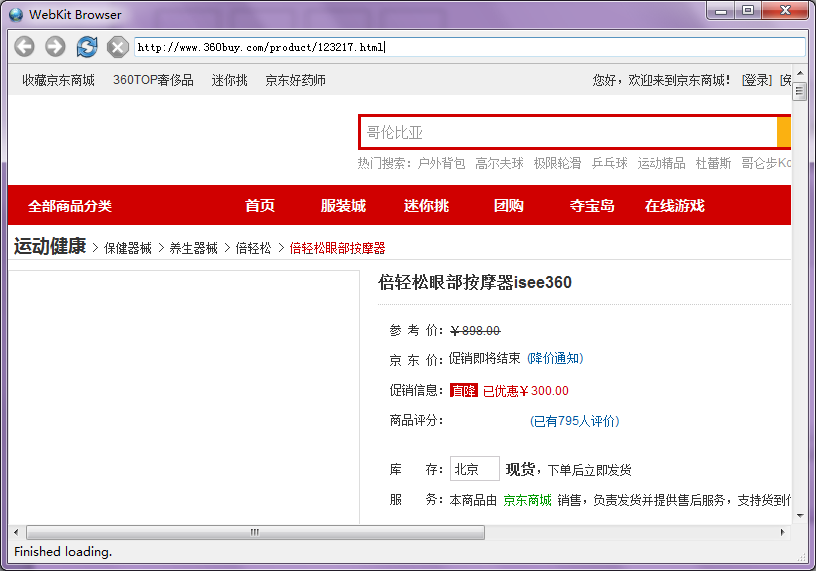 WebKit Browser
http://www.360buy.com/product/123217.html
收藏京东商城 360TOP奢侈品 迷你挑 京东好药师 您好，欢迎来到京东商城！ [登录] [免
哥伦比亚
热门搜索： 户外背包 高尔夫球 极限轮滑 乒乓球 运动精品 杜蕾斯 哥仑步Ko
全部商品分类 首页 服装城 迷你挑 团购 夺宝岛 在线游戏
运动健康 > 保健器械 > 养生器械 > 倍轻松 > 倍轻松眼部按摩器
倍轻松眼部按摩器isee360
参 考 价： ￥898.00
京 东 价： 促销即将结束 (降价通知)
促销信息： 直降 已优惠￥300.00
商品评分： (已有795人评价)
库 存： 北京 现货，下单后立即发货
服 务： 本商品由 京东商城 销售，负责发货并提供售后服务，支持货到
Finished loading.